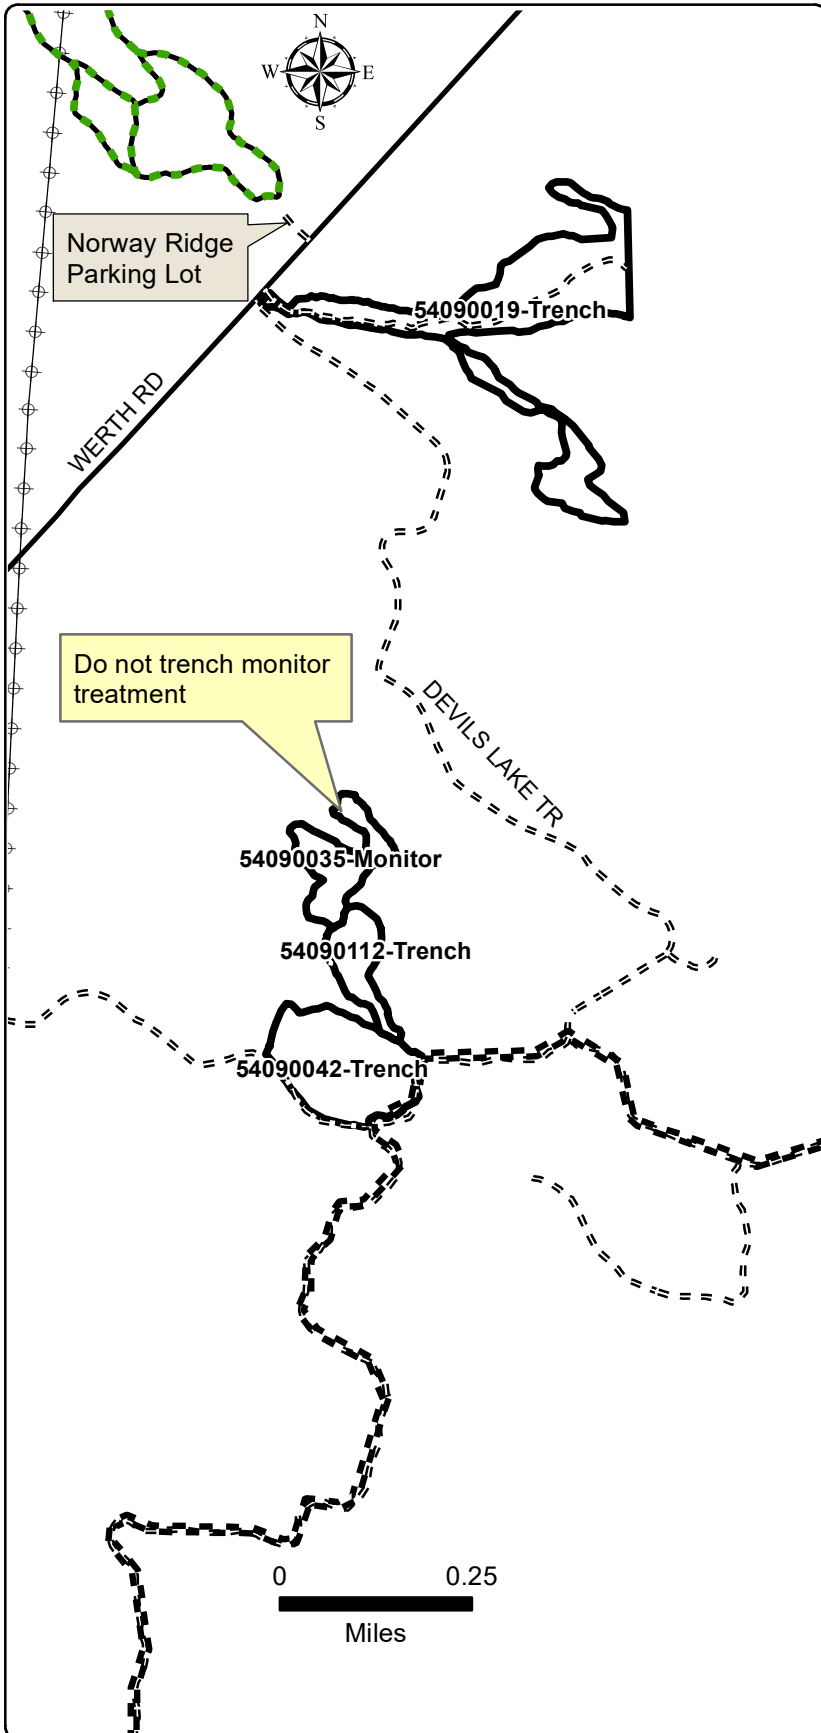 N
W E
S
Norway Ridge
Parking Lot
54090019-Trench
WERTH RD
Do not trench monitor
treatment
DEVILS LAKE TR
54090035-Monitor
54090112-Trench
54090042-Trench
0 0.25
Miles